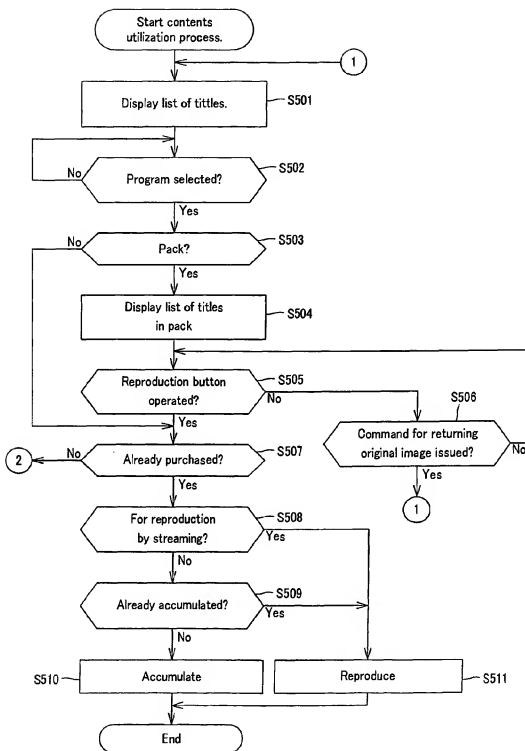 Start contents
utilization process.
1
Display list of tittles.
S501
No
Program selected?
S502
Yes
No
Pack?
S503
Yes
Display list of titles
in pack
S504
Reproduction button
operated?
S505
No
Yes
S506
Command for returning
original image issued?
No
Yes
1
2
No
Already purchased?
S507
Yes
For reproduction
by streaming?
S508
Yes
No
Already accumulated?
S509
Yes
No
S510
Accumulate
Reproduce
S511
End